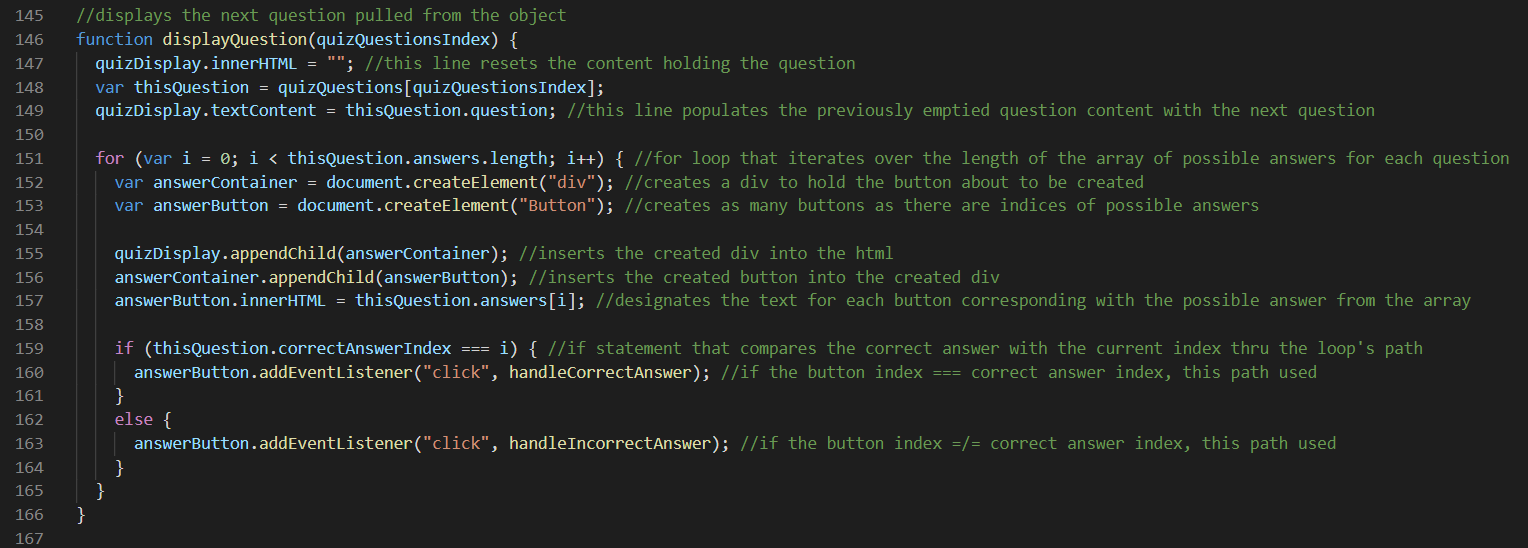 145 //displays the next question pulled from the object
146 function displayQuestion(quizQuestionsIndex) {
147 quizDisplay.innerHTML = ""; //this line resets the content holding the question
148 var thisQuestion = quizQuestions[quizQuestionsIndex];
149 quizDisplay.textContent = thisQuestion.question; //this line populates the previously emptied question content with the next question
150
151 for (var i = 0; i < thisQuestion.answers.length; i++) { //for loop that iterates over the length of the array of possible answers for each question
152 var answerContainer = document.createElement("div"); //creates a div to hold the button about to be created
153 var answerButton = document.createElement("Button"); //creates as many buttons as there are indices of possible answers
154
155 quizDisplay.appendChild(answerContainer); //inserts the created div into the html
156 answerContainer.appendChild(answerButton); //inserts the created button into the created div
157 answerButton.innerHTML = thisQuestion.answers[i]; //designates the text for each button corresponding with the possible answer from the array
158
159 if (thisQuestion.correctAnswerIndex === i) { //if statement that compares the correct answer with the current index thru the loop's path
160 answerButton.addEventListener("click", handleCorrectAnswer); //if the button index === correct answer index, this path used
161 }
162 else {
163 answerButton.addEventListener("click", handleIncorrectAnswer); //if the button index =/= correct answer index, this path used
164 }
165 }
166 }
167